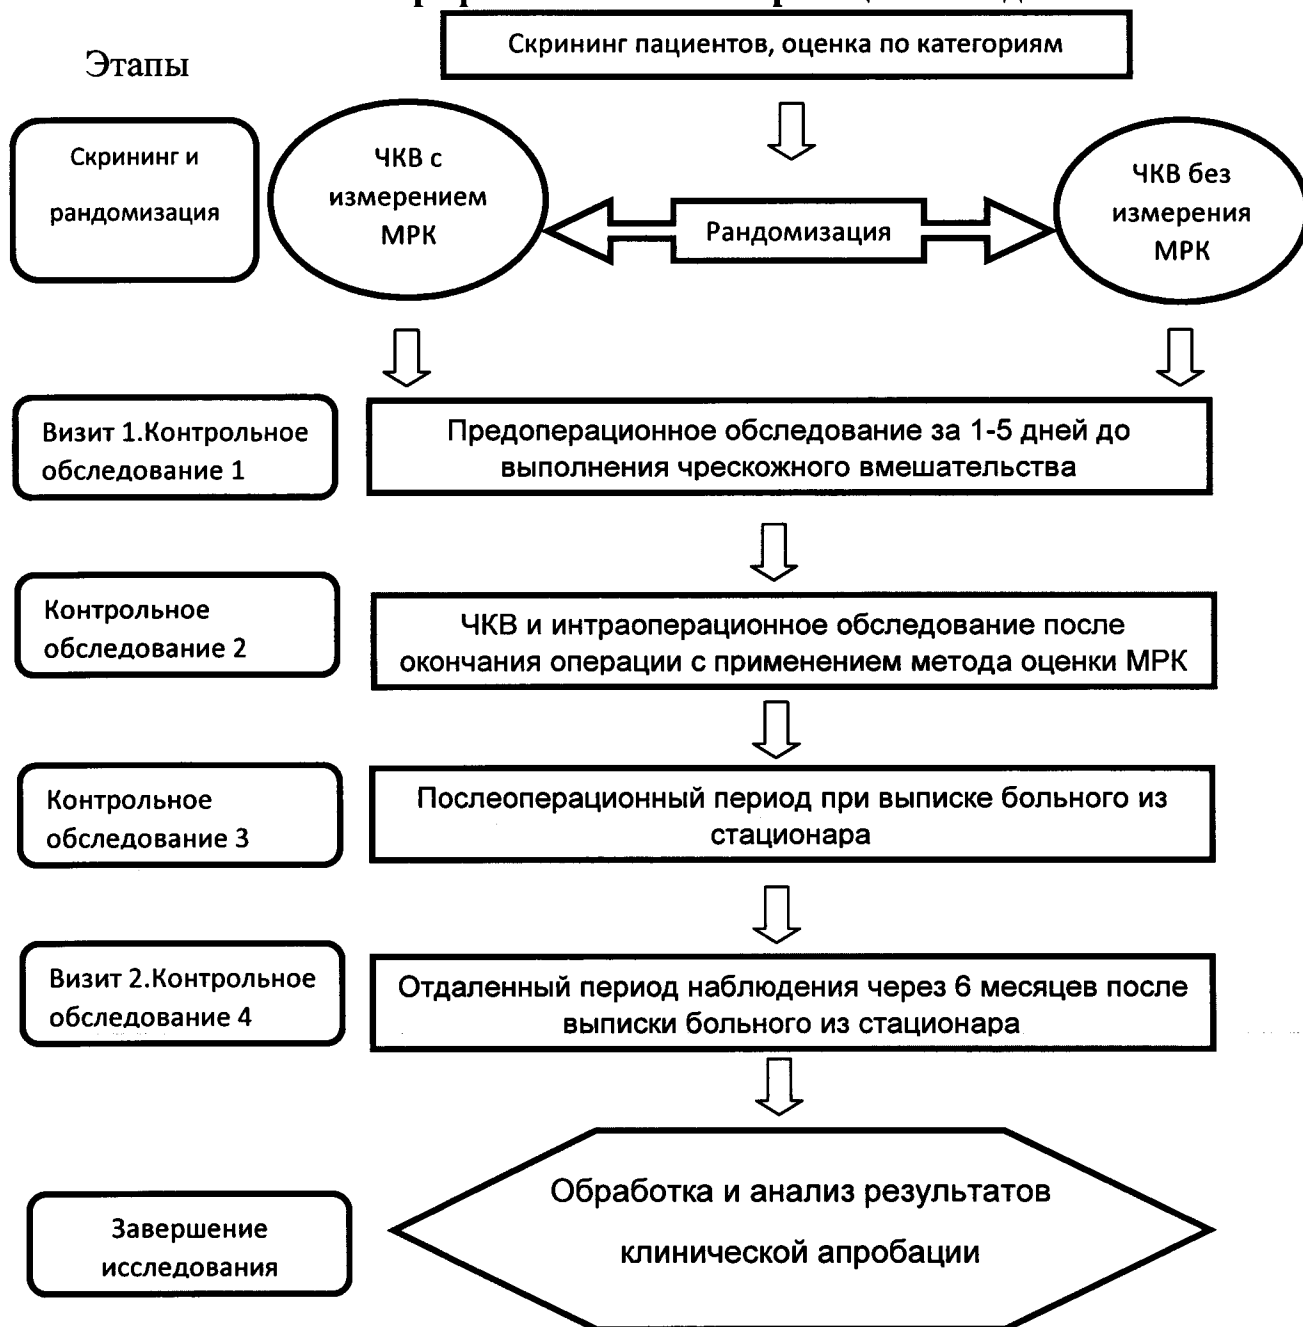 Скрининг пациентов, оценка по категориям
Этапы
Скрининг и
рандомизация
ЧКВ с
измерением
МРК
Рандомизация
ЧКВ без
измерения
МРК
Визит 1.Контрольное
обследование 1
Предоперационное обследование за 1-5 дней до
выполнения чрескожного вмешательства
Контрольное
обследование 2
ЧКВ и интраоперационное обследование после
окончания операции с применением метода оценки МРК
Контрольное
обследование 3
Послеоперационный период при выписке больного из
стационара
Визит 2.Контрольное
обследование 4
Отдаленный период наблюдения через 6 месяцев после
выписки больного из стационара
Завершение
исследования
Обработка и анализ результатов
клинической апробации